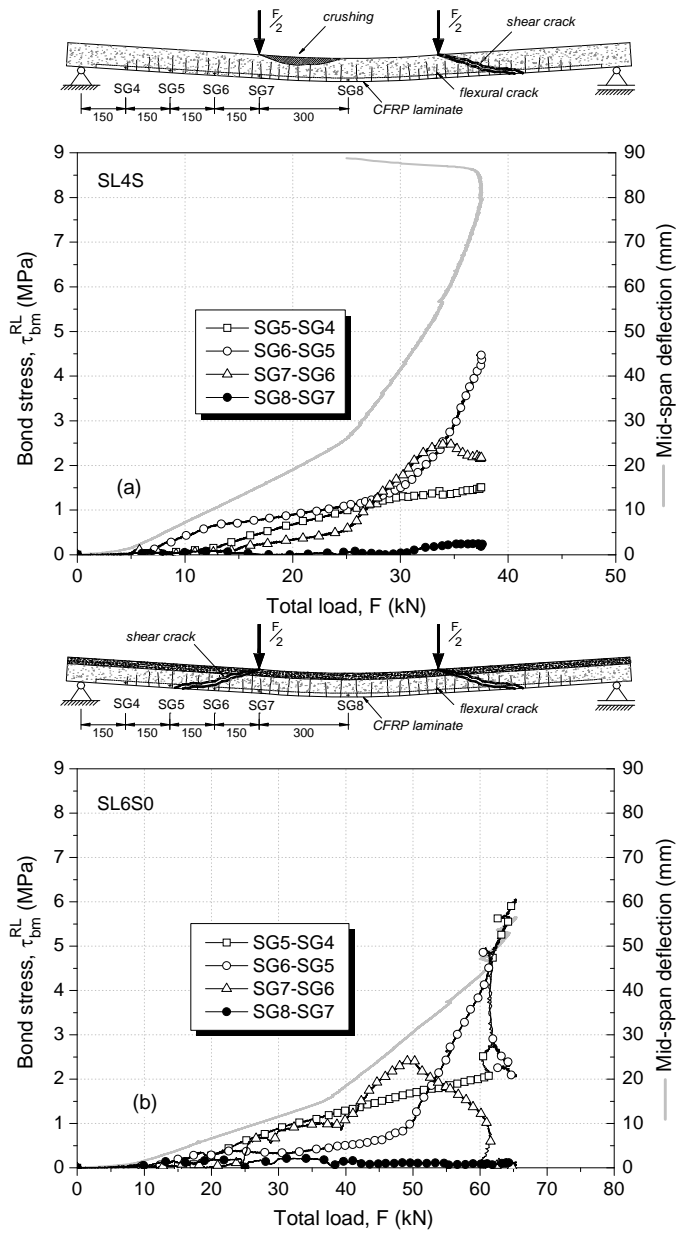 F/2
crushing
F/2
shear crack
SG4 SG5 SG6 SG7 SG8
CFRP laminate
flexural crack
150 150 150 150 300
SL4S
9
8
7
6
5
4
3
2
1
0
Bond stress, τ_bm^RL (MPa)
90
80
70
60
50
40
30
20
10
0
Mid-span deflection (mm)
SG5-SG4
SG6-SG5
SG7-SG6
SG8-SG7
(a)
0 10 20 30 40 50
Total load, F (kN)
shear crack
F/2
F/2
SG4 SG5 SG6 SG7 SG8
flexural crack
CFRP laminate
150 150 150 150 300
SL6S0
9
8
7
6
5
4
3
2
1
0
Bond stress, τ_bm^RL (MPa)
90
80
70
60
50
40
30
20
10
0
Mid-span deflection (mm)
SG5-SG4
SG6-SG5
SG7-SG6
SG8-SG7
(b)
0 10 20 30 40 50 60 70 80
Total load, F (kN)